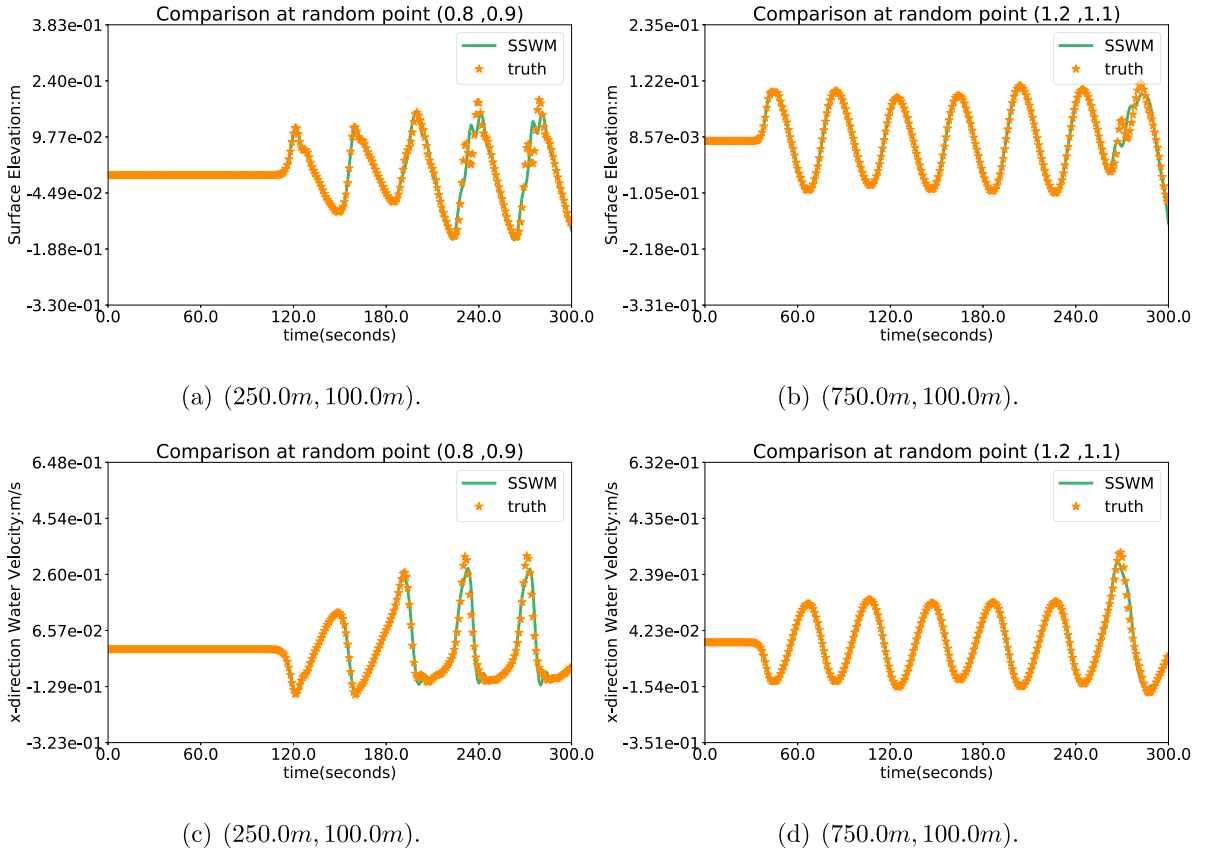 Comparison at random point (0.8 ,0.9)
3.83e-01
2.40e-01
9.77e-02
-4.49e-02
-1.88e-01
-3.30e-01
Surface Elevation:m
SSWM
truth
0.0 60.0 120.0 180.0 240.0 300.0
time(seconds)
(a) (250.0m, 100.0m).
Comparison at random point (1.2 ,1.1)
2.35e-01
1.22e-01
8.57e-03
-1.05e-01
-2.18e-01
-3.31e-01
Surface Elevation:m
SSWM
truth
0.0 60.0 120.0 180.0 240.0 300.0
time(seconds)
(b) (750.0m, 100.0m).
Comparison at random point (0.8 ,0.9)
6.48e-01
4.54e-01
2.60e-01
6.57e-02
-1.29e-01
-3.23e-01
x-direction Water Velocity:m/s
SSWM
truth
0.0 60.0 120.0 180.0 240.0 300.0
time(seconds)
(c) (250.0m, 100.0m).
Comparison at random point (1.2 ,1.1)
6.32e-01
4.35e-01
2.39e-01
4.23e-02
-1.54e-01
-3.51e-01
x-direction Water Velocity:m/s
SSWM
truth
0.0 60.0 120.0 180.0 240.0 300.0
time(seconds)
(d) (750.0m, 100.0m).